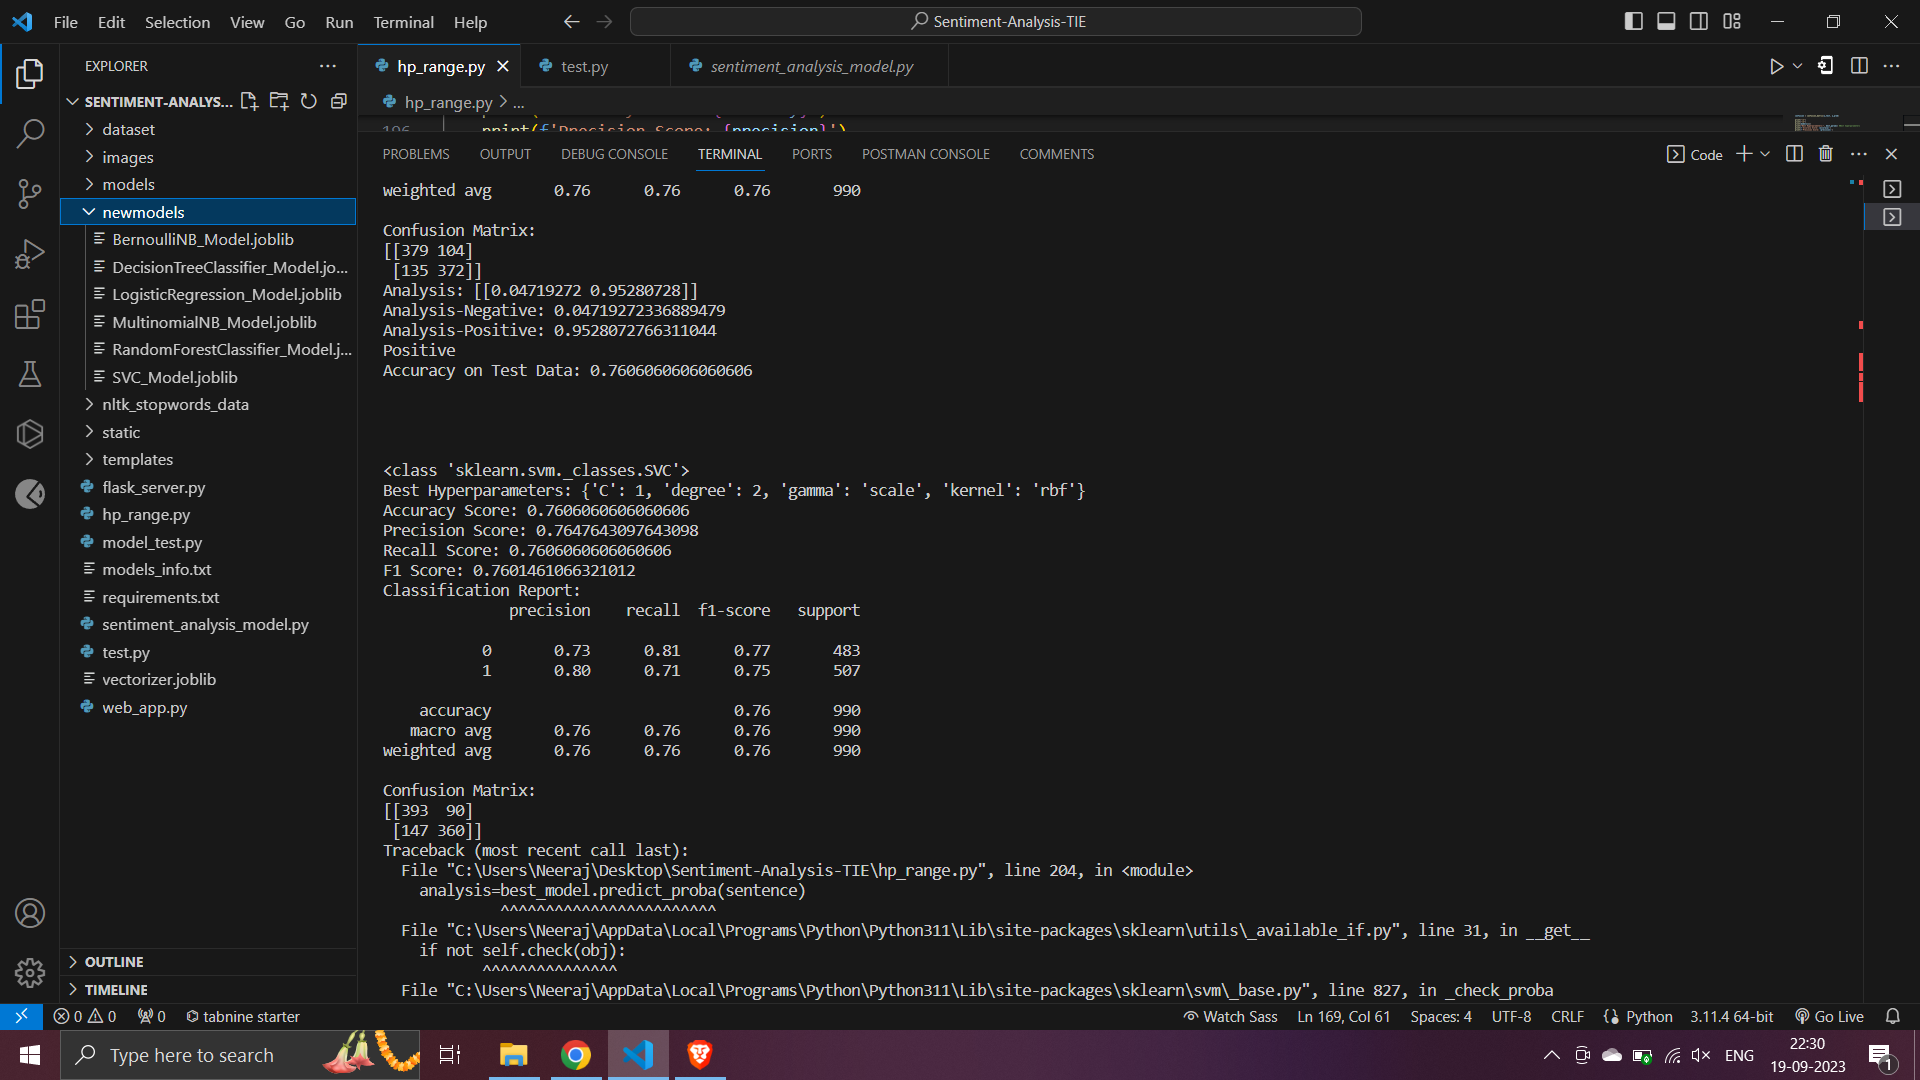 File Edit Selection View Go Run Terminal Help
Sentiment-Analysis-TIE
EXPLORER
SENTIMENT-ANALYS...
dataset
images
models
newmodels
BernoulliNB_Model.joblib
DecisionTreeClassifier_Model.jo...
LogisticRegression_Model.joblib
MultinomialNB_Model.joblib
RandomForestClassifier_Model.j...
SVC_Model.joblib
nltk_stopwords_data
static
templates
flask_server.py
hp_range.py
model_test.py
models_info.txt
requirements.txt
sentiment_analysis_model.py
test.py
vectorizer.joblib
web_app.py
OUTLINE
TIMELINE
hp_range.py test.py sentiment_analysis_model.py
hp_range.py > ...
106 print(f'Precision Score: {precision}')
PROBLEMS OUTPUT DEBUG CONSOLE TERMINAL PORTS POSTMAN CONSOLE COMMENTS
Code
weighted avg 0.76 0.76 0.76 990
Confusion Matrix:
[[379 104]
[135 372]]
Analysis: [[0.04719272 0.95280728]]
Analysis-Negative: 0.04719272336889479
Analysis-Positive: 0.9528072766311044
Positive
Accuracy on Test Data: 0.7606060606060606
<class 'sklearn.svm._classes.SVC'>
Best Hyperparameters: {'C': 1, 'degree': 2, 'gamma': 'scale', 'kernel': 'rbf'}
Accuracy Score: 0.7606060606060606
Precision Score: 0.7647643097643098
Recall Score: 0.7606060606060606
F1 Score: 0.7601461066321012
Classification Report:
precision recall f1-score support
0 0.73 0.81 0.77 483
1 0.80 0.71 0.75 507
accuracy 0.76 990
macro avg 0.76 0.76 0.76 990
weighted avg 0.76 0.76 0.76 990
Confusion Matrix:
[[393  90]
[147 360]]
Traceback (most recent call last):
File "C:\Users\Neeraj\Desktop\Sentiment-Analysis-TIE\hp_range.py", line 204, in <module>
analysis=best_model.predict_proba(sentence)
^^^^^^^^^^^^^^^^^^^^^^^^
File "C:\Users\Neeraj\AppData\Local\Programs\Python\Python311\Lib\site-packages\sklearn\utils\_available_if.py", line 31, in __get__
if not self.check(obj):
^^^^^^^^^^^^^^^
File "C:\Users\Neeraj\AppData\Local\Programs\Python\Python311\Lib\site-packages\sklearn\svm\_base.py", line 827, in _check_proba
0 0 0 tabnine starter Watch Sass Ln 169, Col 61 Spaces: 4 UTF-8 CRLF Python 3.11.4 64-bit Go Live
Type here to search
ENG
22:30
19-09-2023
1